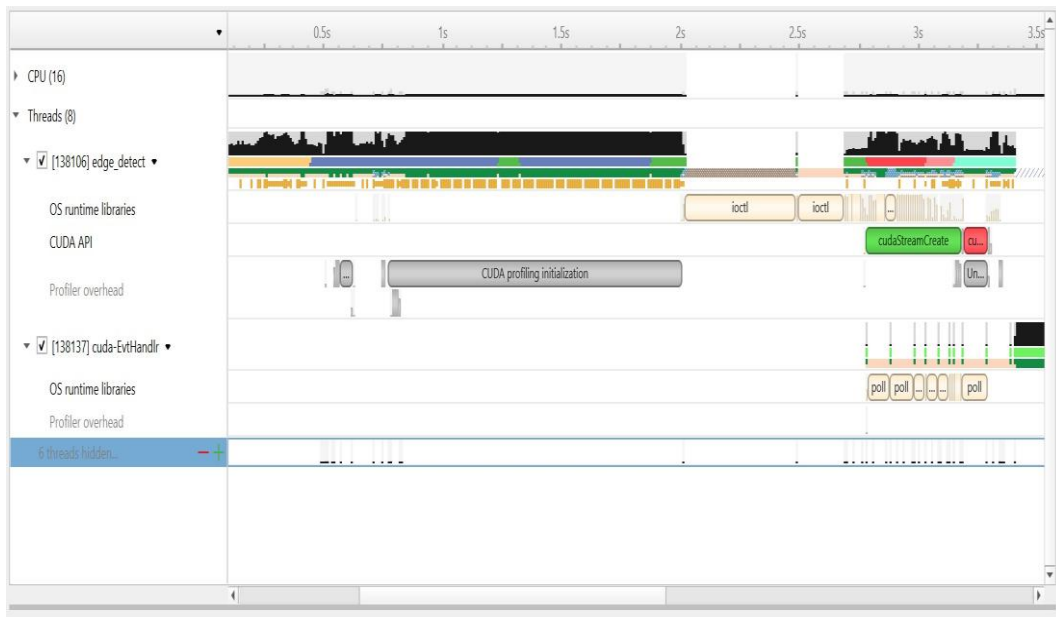 0.5s 1s 1.5s 2s 2.5s 3s 3.5s
CPU (16)
Threads (8)
[138106] edge_detect
OS runtime libraries ioctl ioctl ...
CUDA API cudaStreamCreate cu...
Profiler overhead ... CUDA profiling initialization Un...
[138137] cuda-EvtHandlr
OS runtime libraries poll poll ... ... ... poll
Profiler overhead
6 threads hidden...